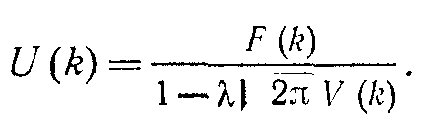 U (k) = F (k) / 1 — λ√2π V (k) .